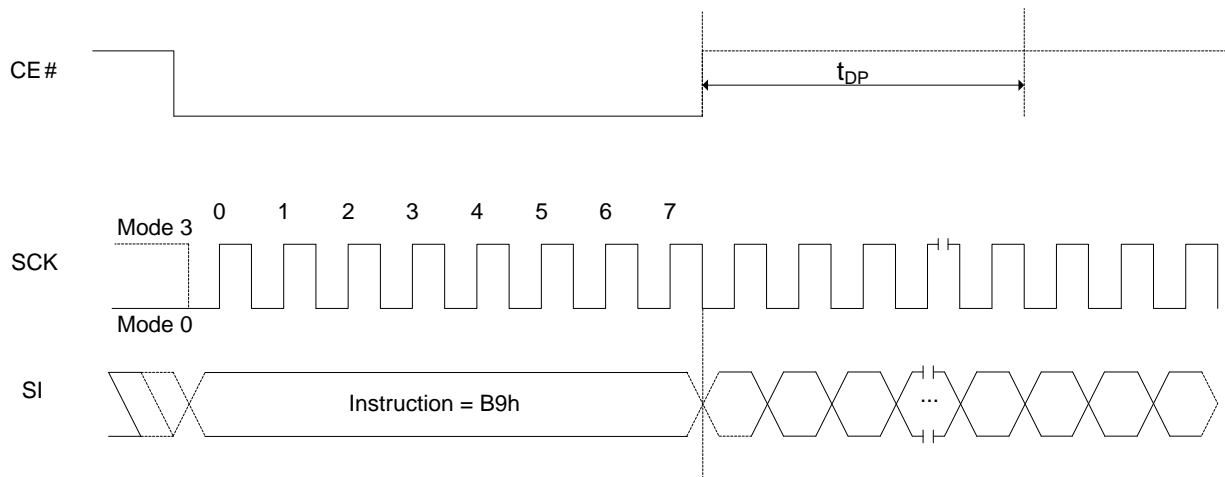 CE#
tDP
0 1 2 3 4 5 6 7
Mode 3
SCK
Mode 0
SI
Instruction = B9h
...